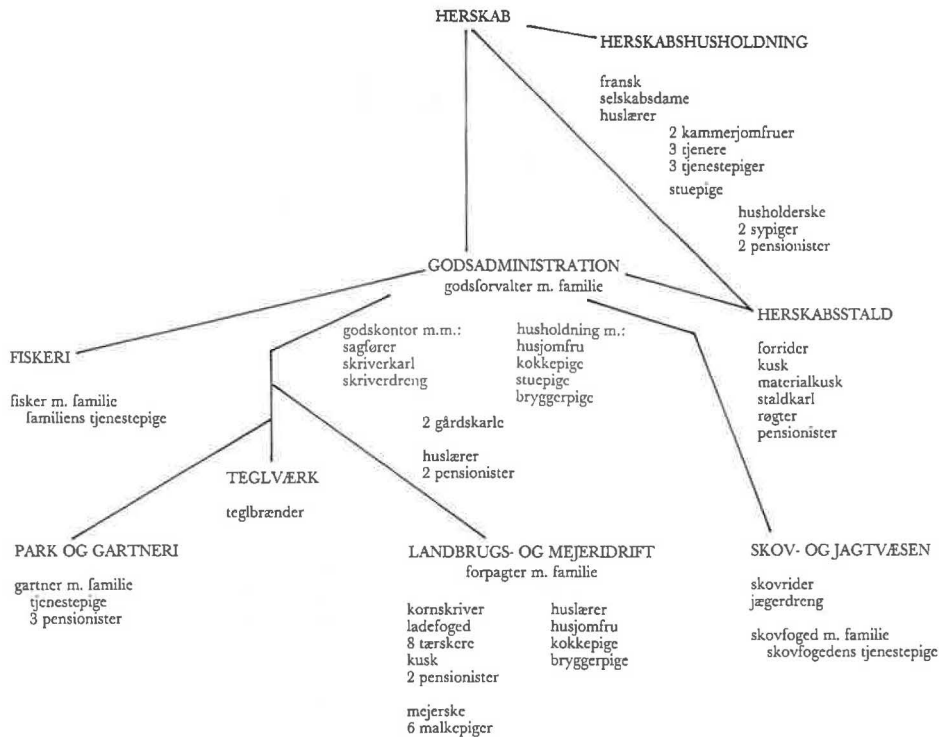 HERSKAB
HERSKABSHUSHOLDNING
fransk
selskabsdame
huslærer
2 kammerjomfruer
3 tjenere
3 tjenestepiger
stuepige
husholderske
2 sypiger
2 pensionister
GODSADMINISTRATION
godsforvalter m. familie
godskontor m.m.:
sagfører
skriverkarl
skriverdreng
husholdning m.:
husjomfru
kokkepige
stuepige
bryggerpige
2 gårdskarle
huslærer
2 pensionister
HERSKABSSTALD
forrider
kusk
materialkusk
staldkarl
røgter
pensionister
FISKERI
fisker m. familie
familiens tjenestepige
TEGLVÆRK
teglbrænder
PARK OG GARTNERI
gartner m. familie
tjenestepige
3 pensionister
LANDBRUGS- OG MEJERIDRIFT
forpagter m. familie
kornskriver
ladefoged
8 tærskere
kusk
2 pensionister
mejerske
6 malkepiger
huslærer
husjomfru
kokkepige
bryggerpige
SKOV- OG JAGTVÆSEN
skovrider
jægerdreng
skovfoged m. familie
skovfogedens tjenestepige